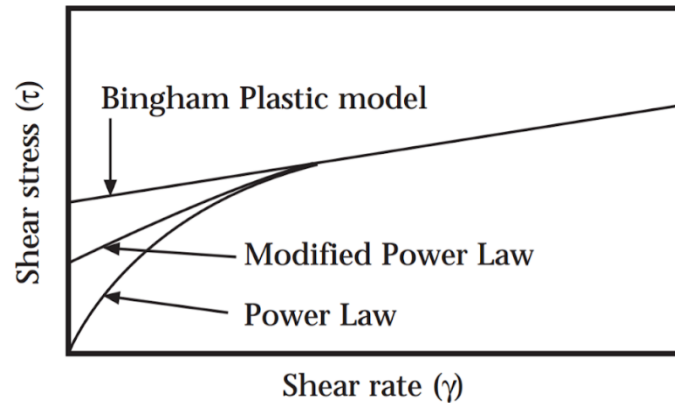 Shear stress (τ)
Bingham Plastic model
Modified Power Law
Power Law
Shear rate (γ)